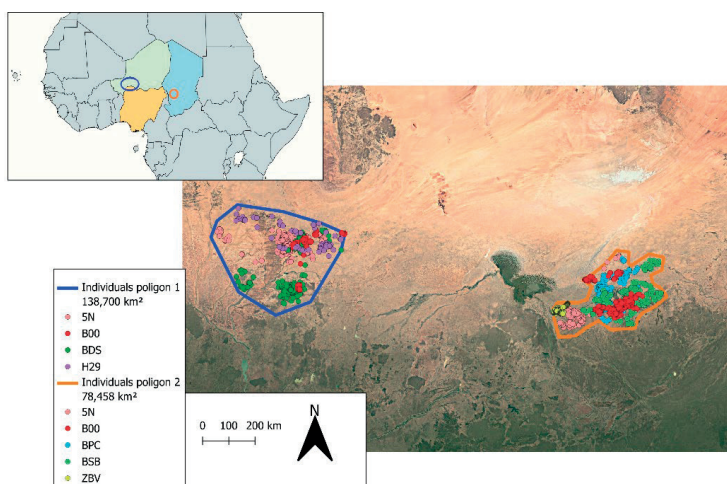 Individuals poligon 1
138,700 km²
5N
B00
BDS
H29
Individuals poligon 2
78,458 km²
5N
B00
BPC
BSB
ZBV
N
0 100 200 km